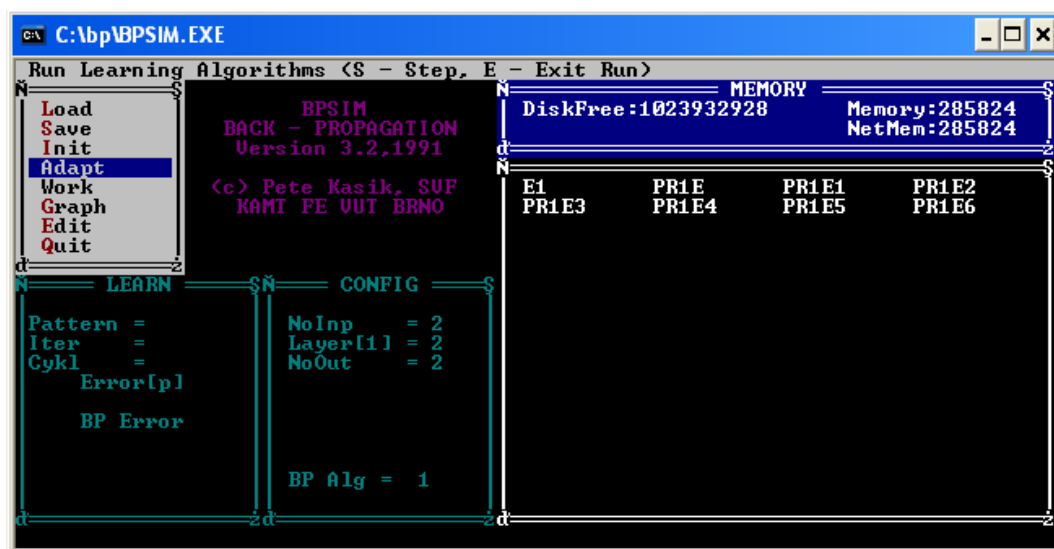 C:\bp\BPSIM.EXE
Run Learning Algorithms (S - Step, E - Exit Run)
Load
Save
Init
Adapt
Work
Graph
Edit
Quit
BPSIM
BACK - PROPAGATION
Version 3.2,1991
(c) Pete Kasik, SVF
KAMT FE VUT BRNO
MEMORY
DiskFree:1023932928 Memory:285824
NetMem:285824
E1 PR1E PR1E1 PR1E2
PR1E3 PR1E4 PR1E5 PR1E6
LEARN
Pattern =
Iter =
Cykl =
Error[p]
BP Error
CONFIG
NoInp = 2
Layer[1] = 2
NoOut = 2
BP Alg = 1